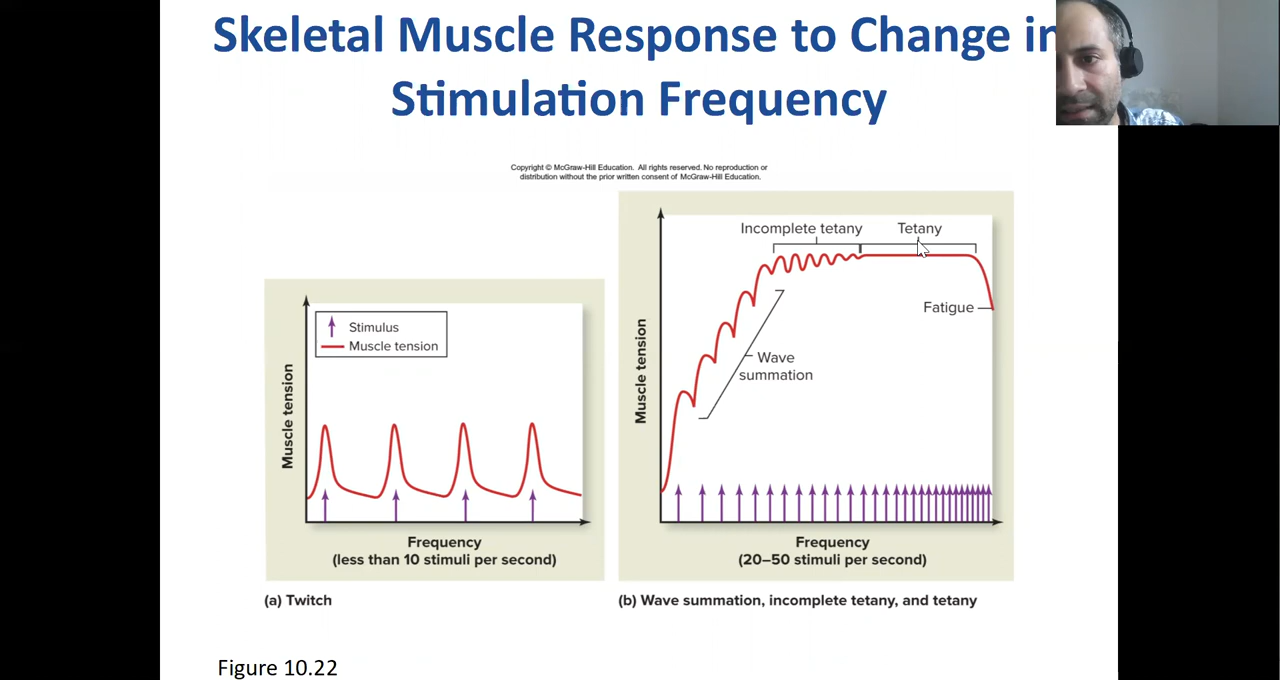 Skeletal Muscle Response to Change in
Stimulation Frequency
Copyright © McGraw-Hill Education. All rights reserved. No reproduction or
distribution without the prior written consent of McGraw-Hill Education.
Stimulus
Muscle tension
Muscle tension
Frequency
(less than 10 stimuli per second)
(a) Twitch
Incomplete tetany
Tetany
Fatigue
Wave
summation
Muscle tension
Frequency
(20–50 stimuli per second)
(b) Wave summation, incomplete tetany, and tetany
Figure 10.22